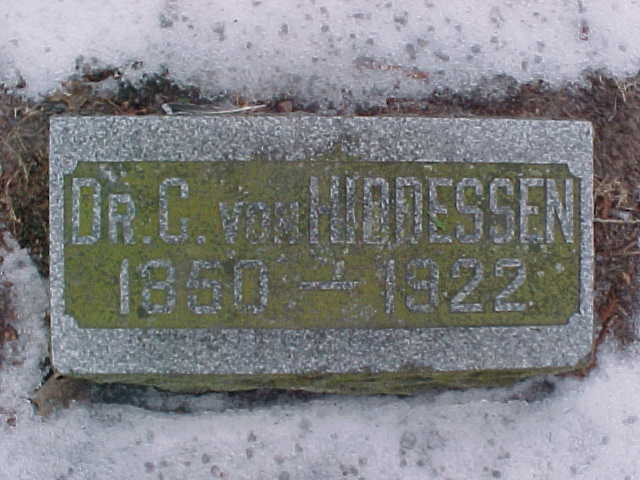 DR. C. VON HIDDESSEN
1850 – 1922